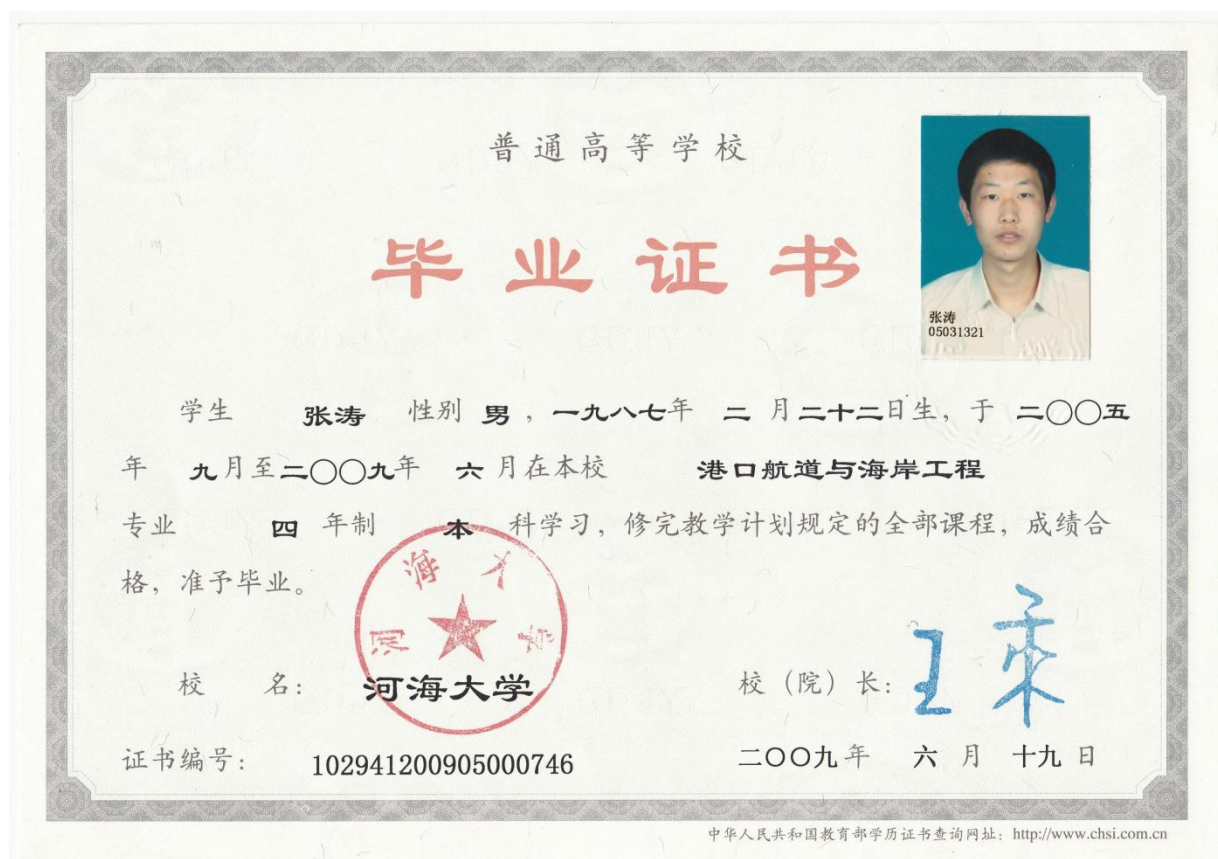 普通高等学校
毕业证书
张涛
05031321
学生 张涛 性别 男，一九八七年 二 月二十二日生，于 二〇〇五
年 九月至二〇〇九年 六 月在本校 港口航道与海岸工程
专业 四 年制 本 科学习，修完教学计划规定的全部课程，成绩合
格，准予毕业。
河海大学
校 名： 河海大学 校（院）长：
证书编号： 102941200905000746 二〇〇九年 六 月 十九 日
中华人民共和国教育部学历证书查询网址：http://www.chsi.com.cn